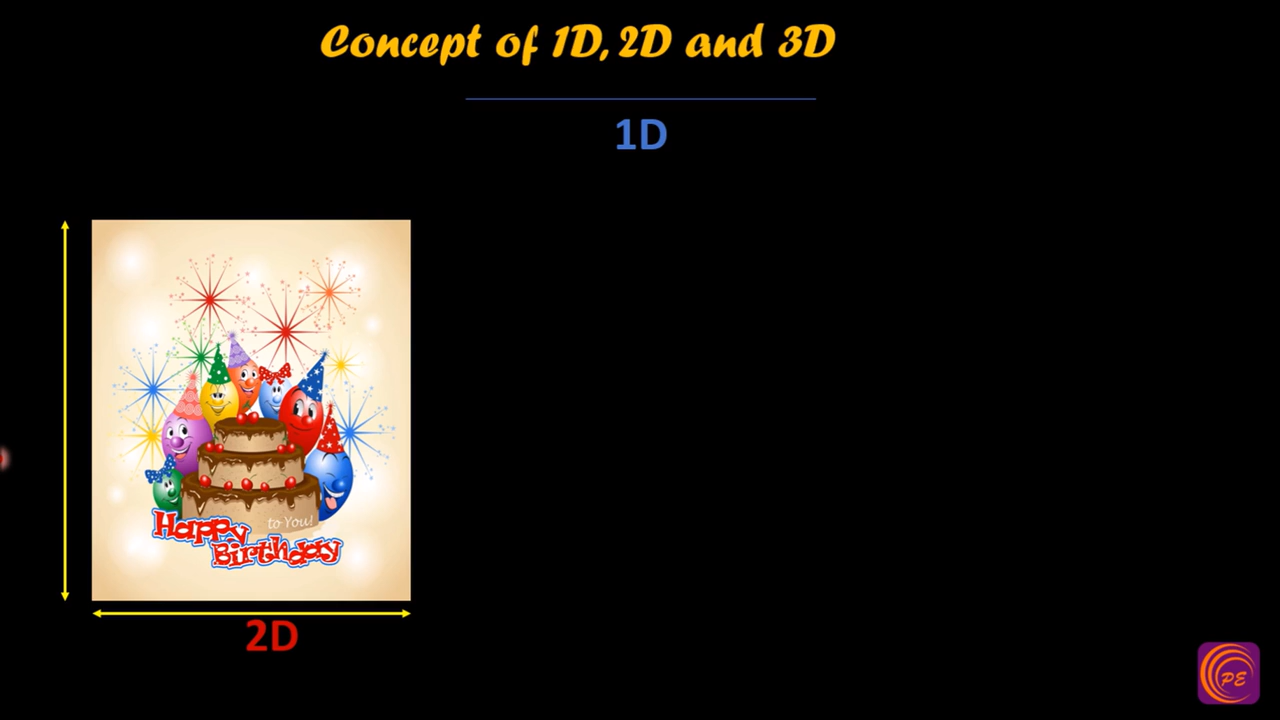 Concept of 1D, 2D and 3D
1D
to You!
Happy
Birthday
2D
PE